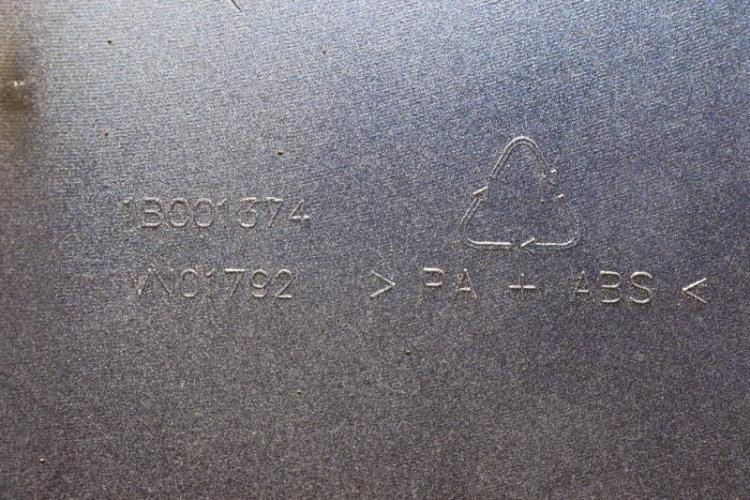 1B001374
VN01792
> PA + ABS <